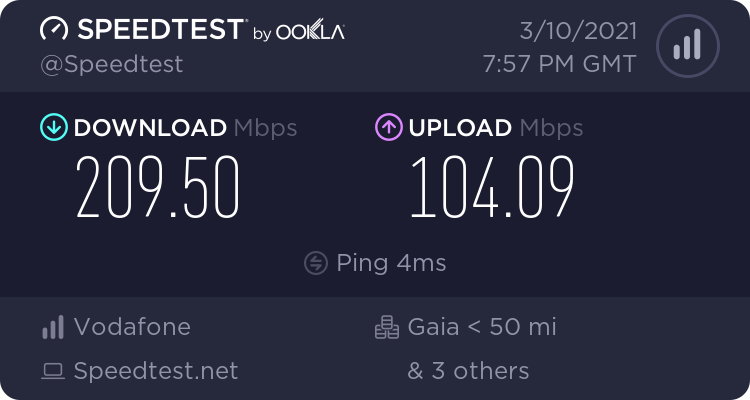 SPEEDTEST by OOKLA
@Speedtest
3/10/2021
7:57 PM GMT
DOWNLOAD Mbps
209.50
UPLOAD Mbps
104.09
Ping 4ms
Vodafone
Speedtest.net
Gaia < 50 mi
& 3 others